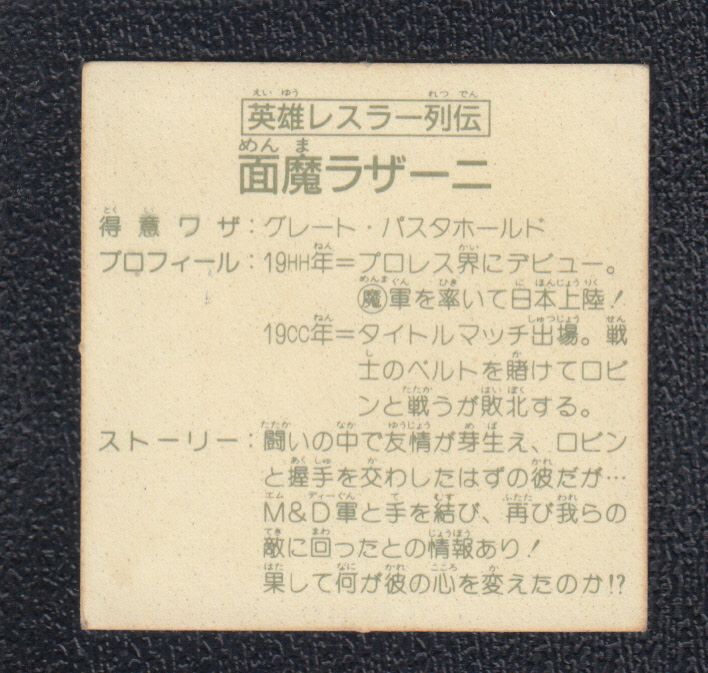 英雄レスラー列伝
面魔ラザーニ
得意ワザ：グレート・パスタホールド
プロフィール：19HH年＝プロレス界にデビュー。
魔軍を率いて日本上陸！
19CC年＝タイトルマッチ出場。戦
士のベルトを賭けてロビ
ンと戦うが敗北する。
ストーリー：闘いの中で友情が芽生え、ロビン
と握手を交わしたはずの彼だが…
M&D軍と手を結び、再び我らの
敵に回ったとの情報あり！
果して何が彼の心を変えたのか!?